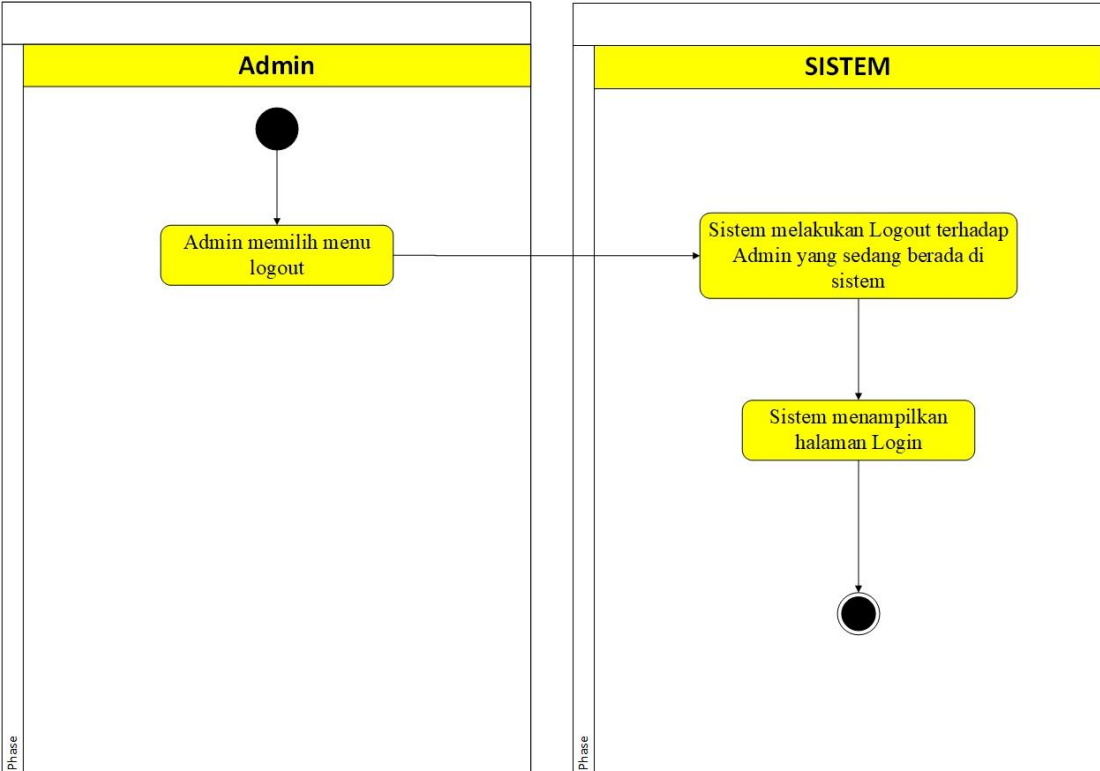 Admin
Admin memilih menu
logout
Phase
SISTEM
Sistem melakukan Logout terhadap
Admin yang sedang berada di
sistem
Sistem menampilkan
halaman Login
Phase